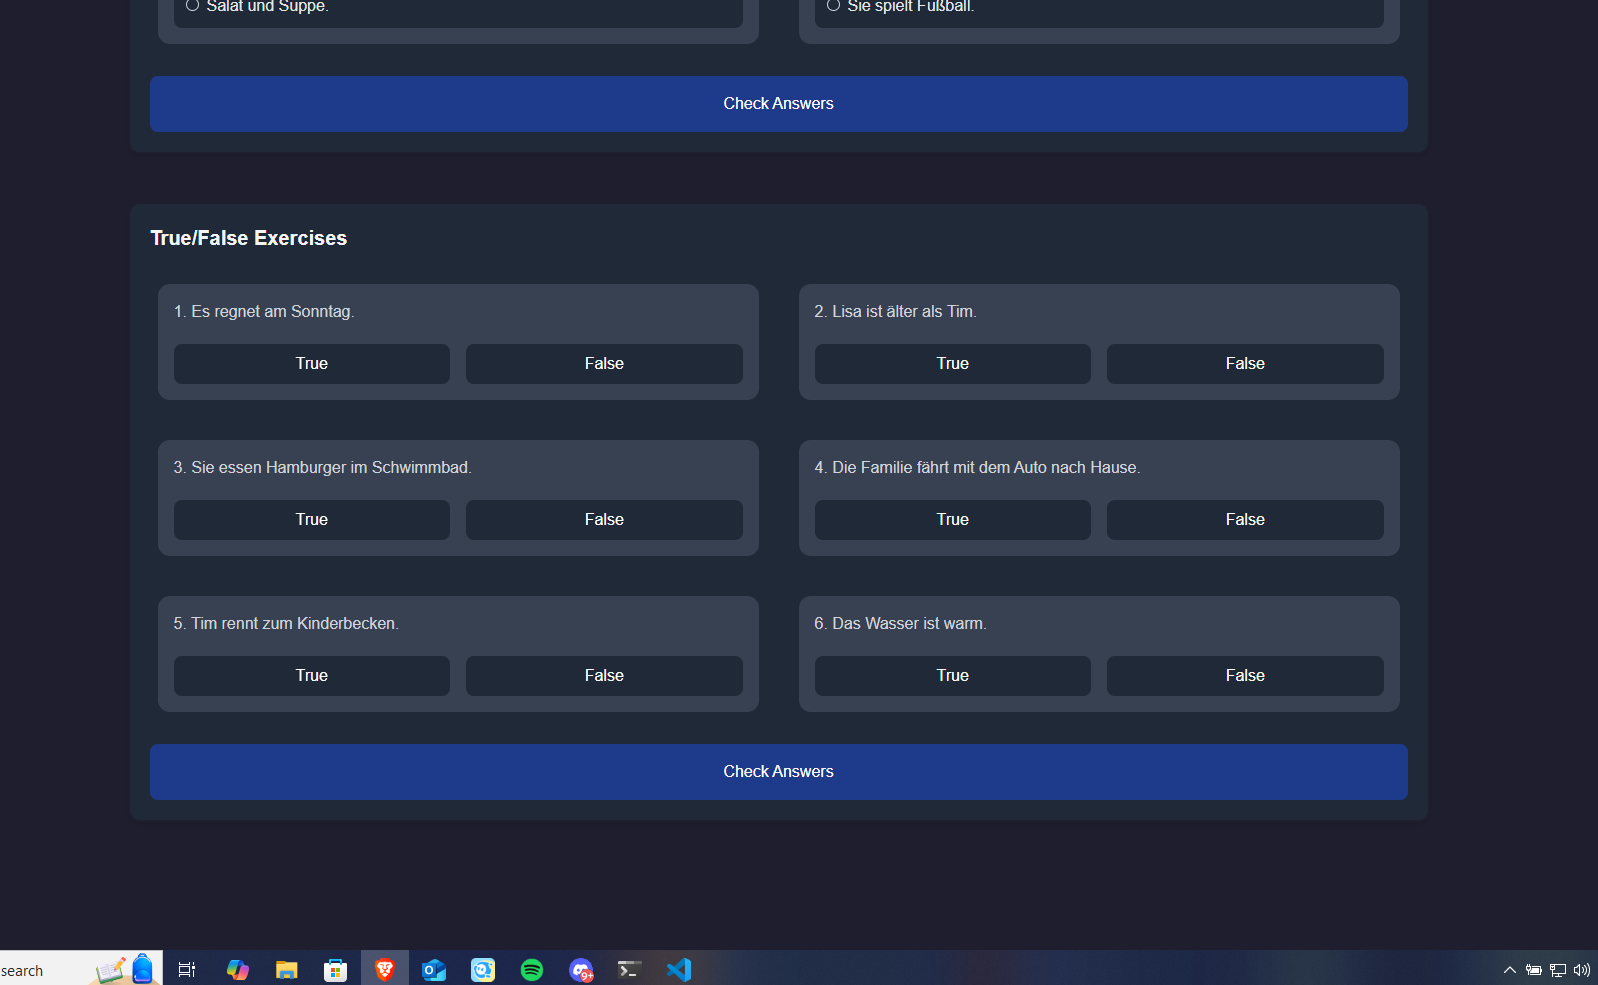 Salat und Suppe.
Sie spielt Fußball.
Check Answers
True/False Exercises
1. Es regnet am Sonntag.
True
False
2. Lisa ist älter als Tim.
True
False
3. Sie essen Hamburger im Schwimmbad.
True
False
4. Die Familie fährt mit dem Auto nach Hause.
True
False
5. Tim rennt zum Kinderbecken.
True
False
6. Das Wasser ist warm.
True
False
Check Answers
search
9+